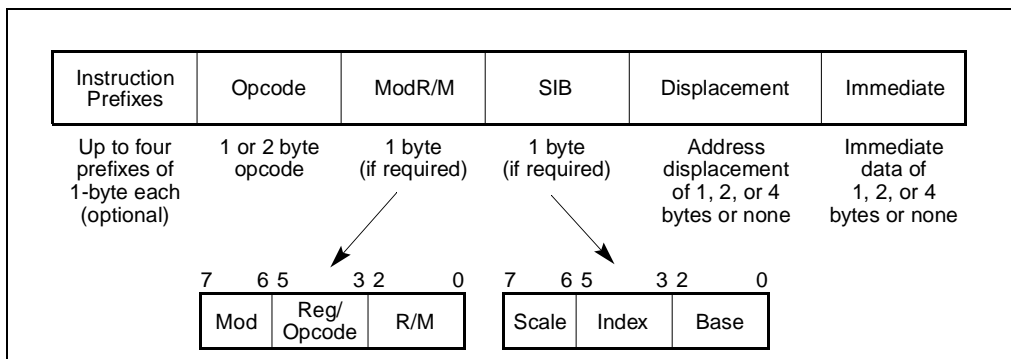 Instruction Prefixes
Opcode
ModR/M
SIB
Displacement
Immediate
Up to four
prefixes of
1-byte each
(optional)
1 or 2 byte
opcode
1 byte
(if required)
1 byte
(if required)
Address
displacement
of 1, 2, or 4
bytes or none
Immediate
data of
1, 2, or 4
bytes or none
7 6 5 3 2 0
Mod
Reg/
Opcode
R/M
7 6 5 3 2 0
Scale
Index
Base